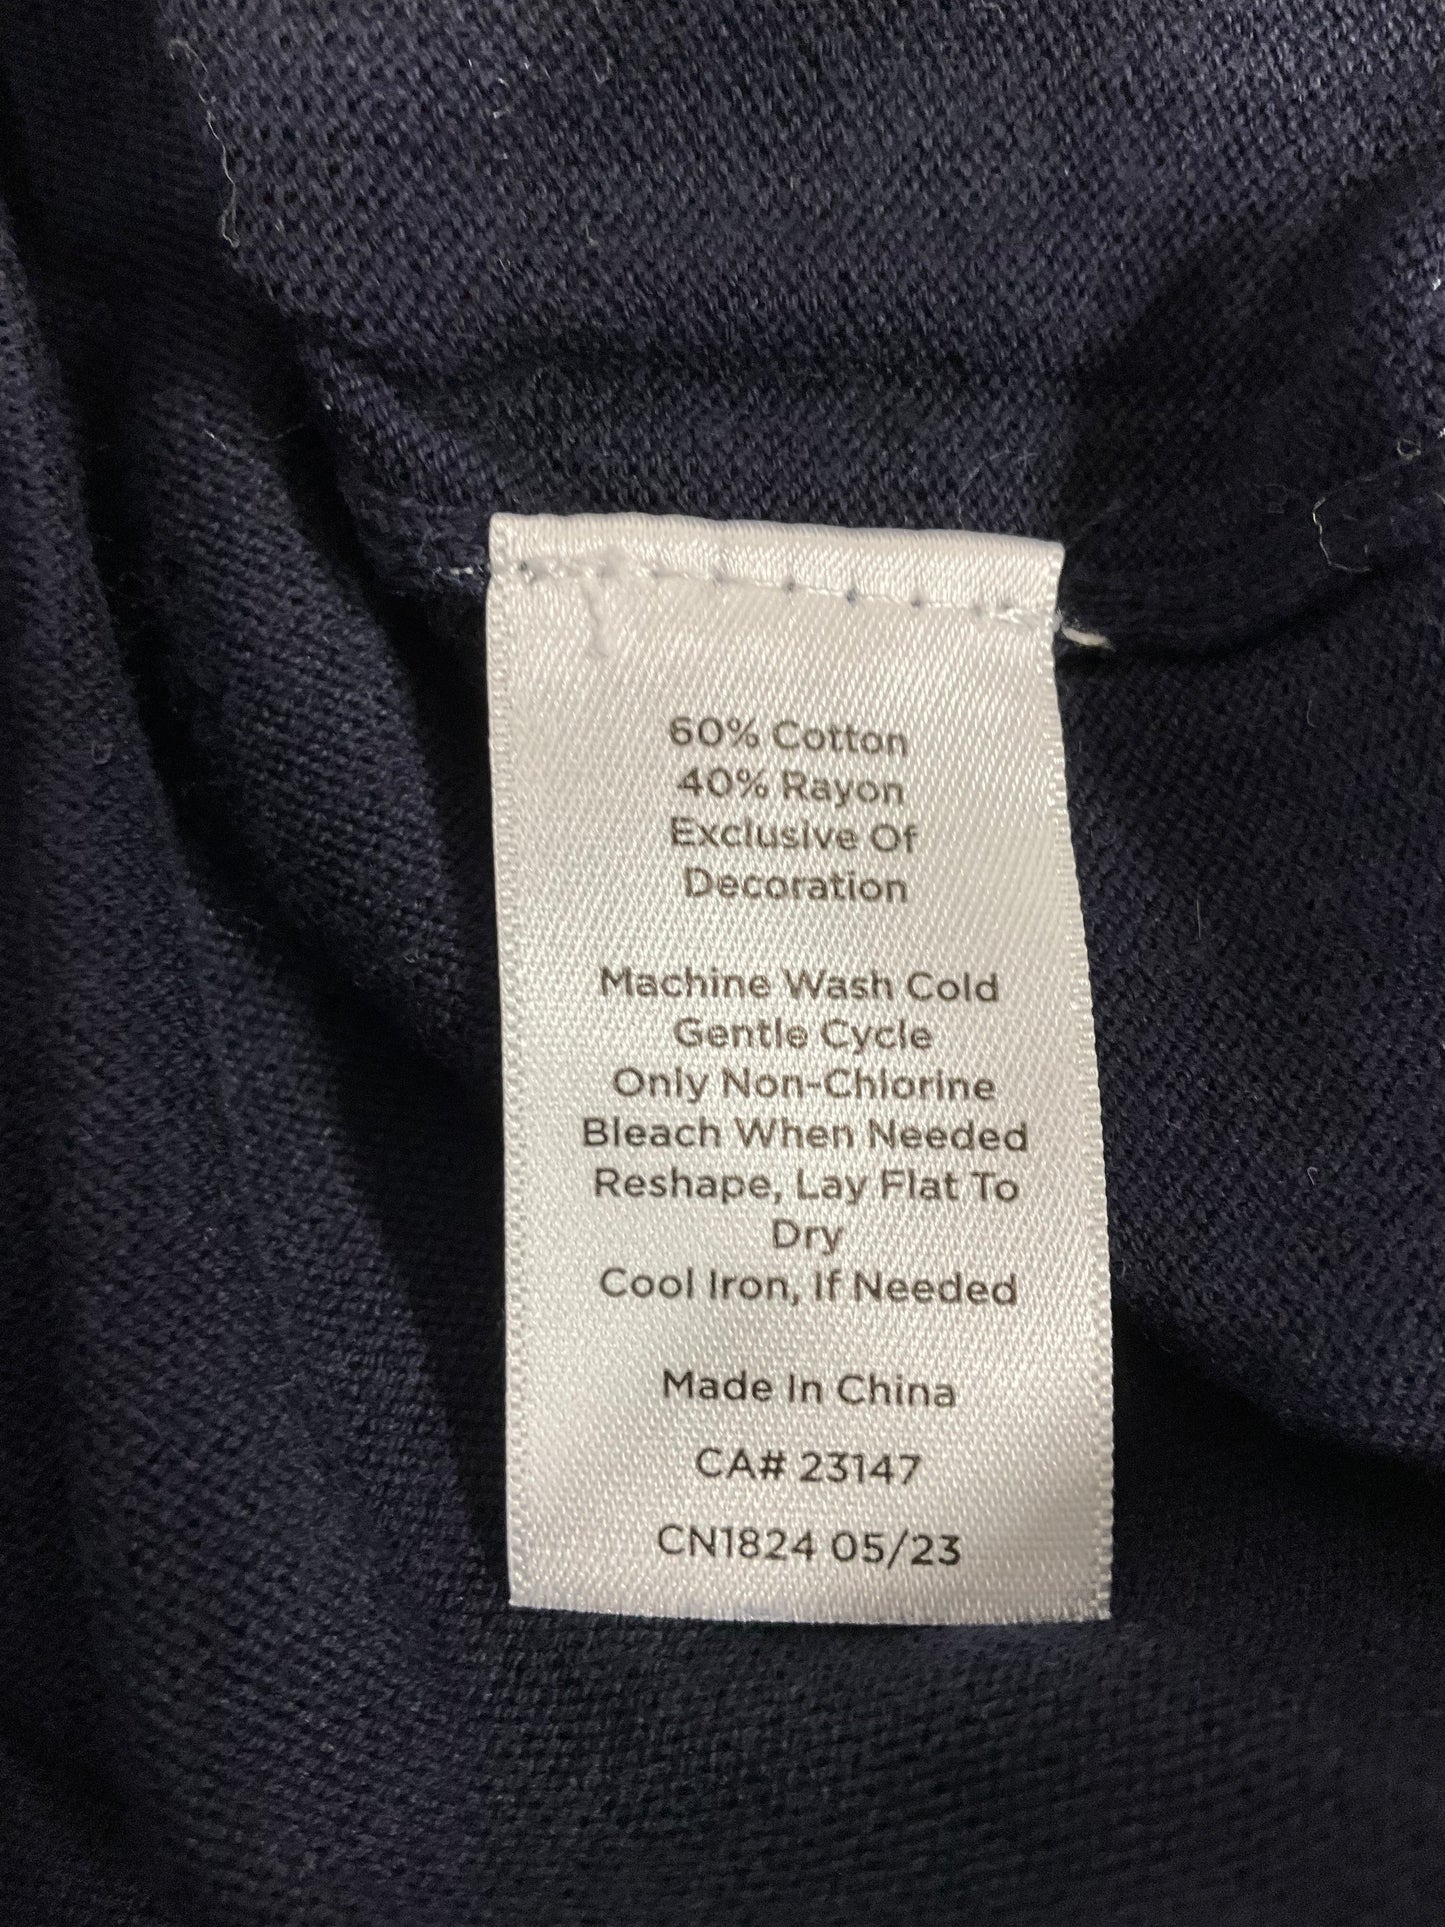 60% Cotton
40% Rayon
Exclusive Of
Decoration
Machine Wash Cold
Gentle Cycle
Only Non-Chlorine
Bleach When Needed
Reshape, Lay Flat To
Dry
Cool Iron, If Needed
Made In China
CA# 23147
CN1824 05/23